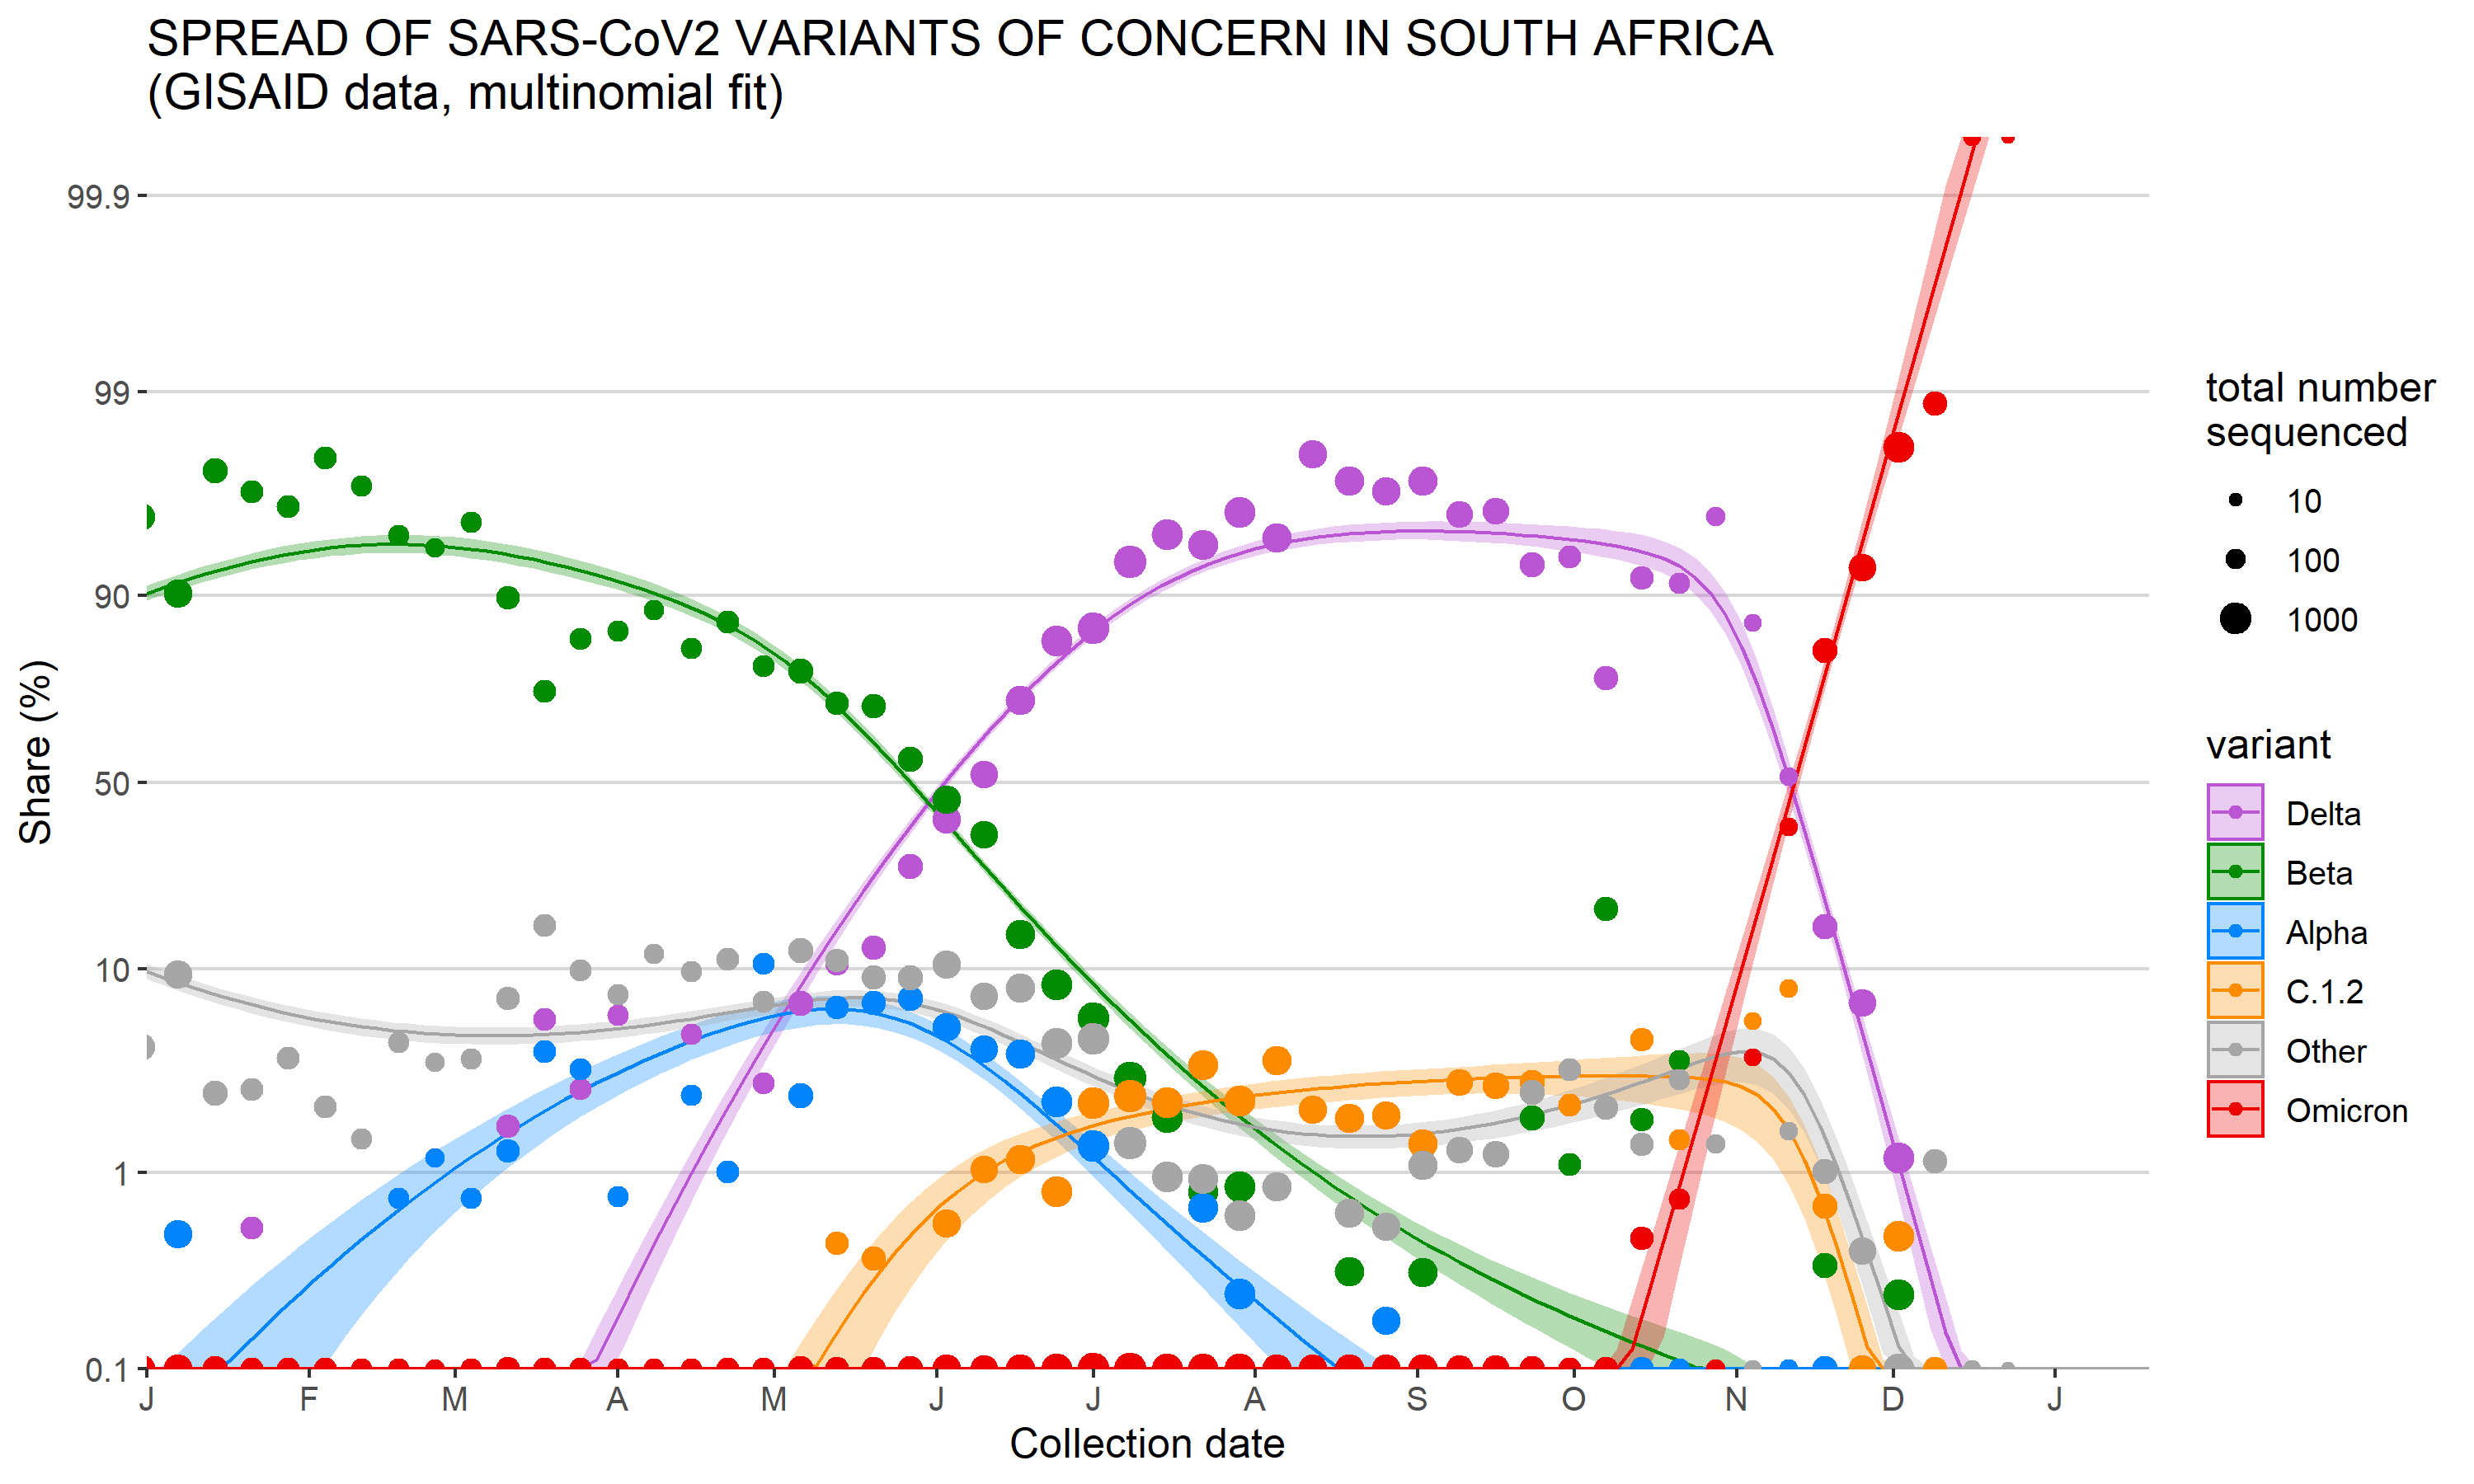 SPREAD OF SARS-CoV2 VARIANTS OF CONCERN IN SOUTH AFRICA
(GISAID data, multinomial fit)
99.9
99
90
50
10
1
0.1
Share (%)
J F M A M J J A S O N D J
Collection date
total number
sequenced
10
100
1000
variant
Delta
Beta
Alpha
C.1.2
Other
Omicron